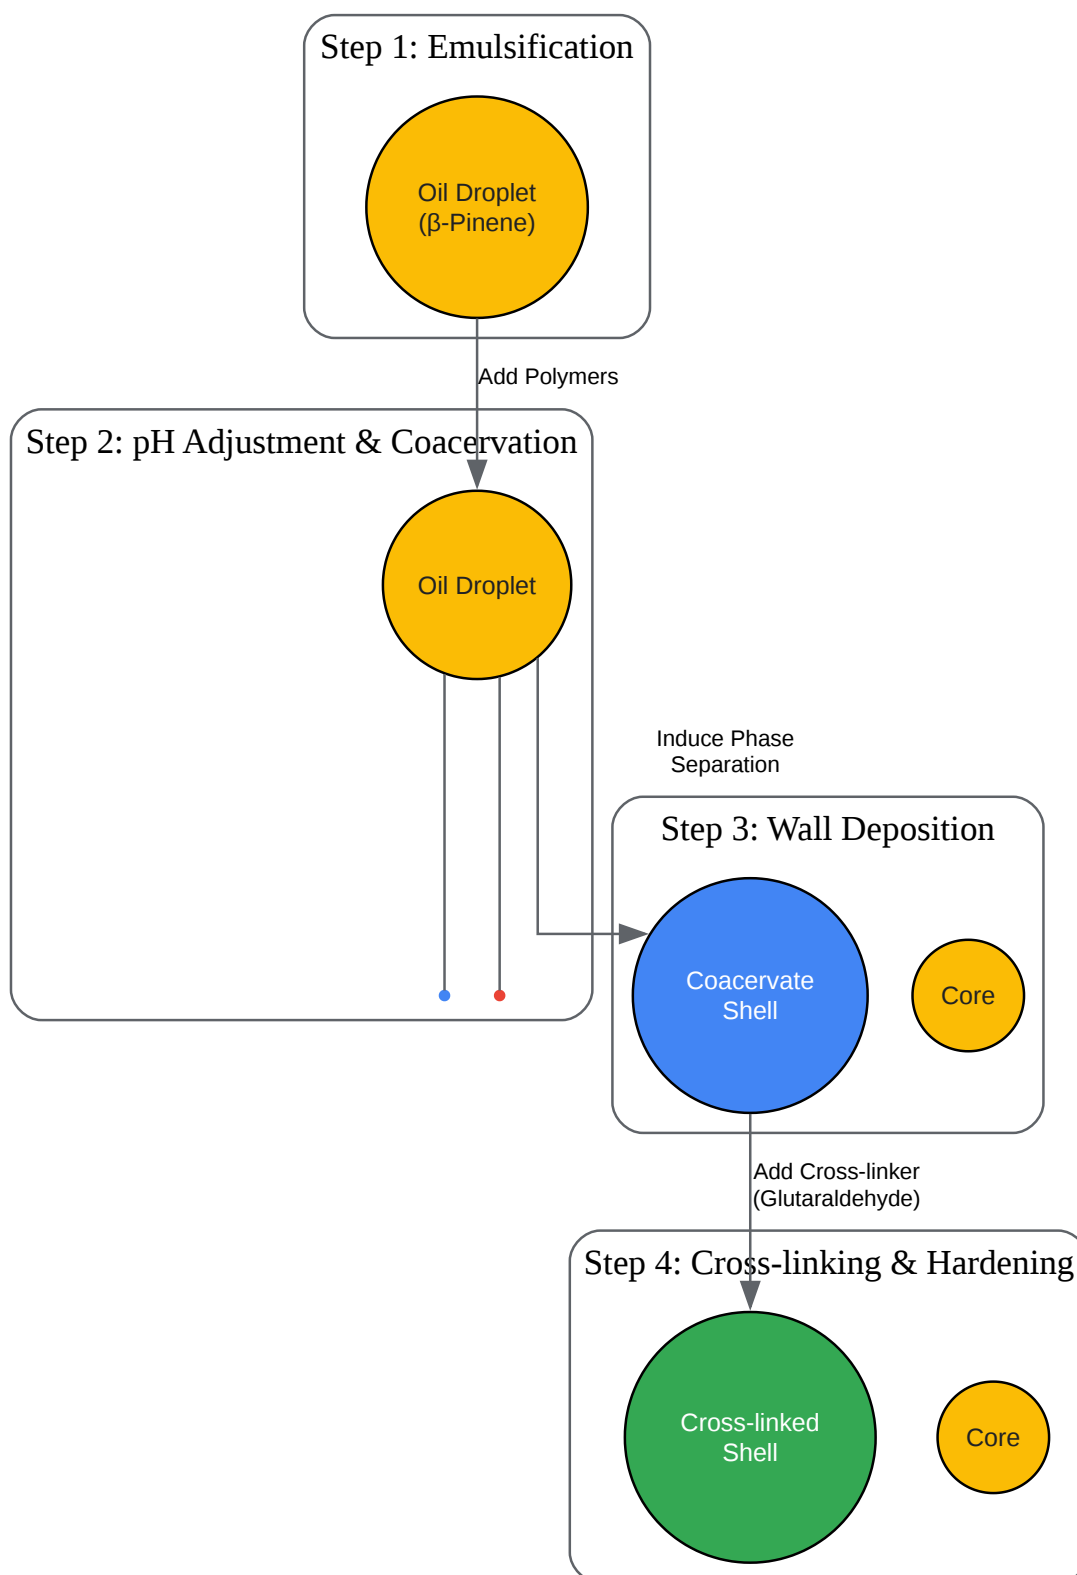 Step 1: Emulsification
Oil Droplet
(β-Pinene)
Add Polymers
Step 2: pH Adjustment & Coacervation
Oil Droplet
Induce Phase
Separation
Step 3: Wall Deposition
Coacervate
Shell
Core
Add Cross-linker
(Glutaraldehyde)
Step 4: Cross-linking & Hardening
Cross-linked
Shell
Core